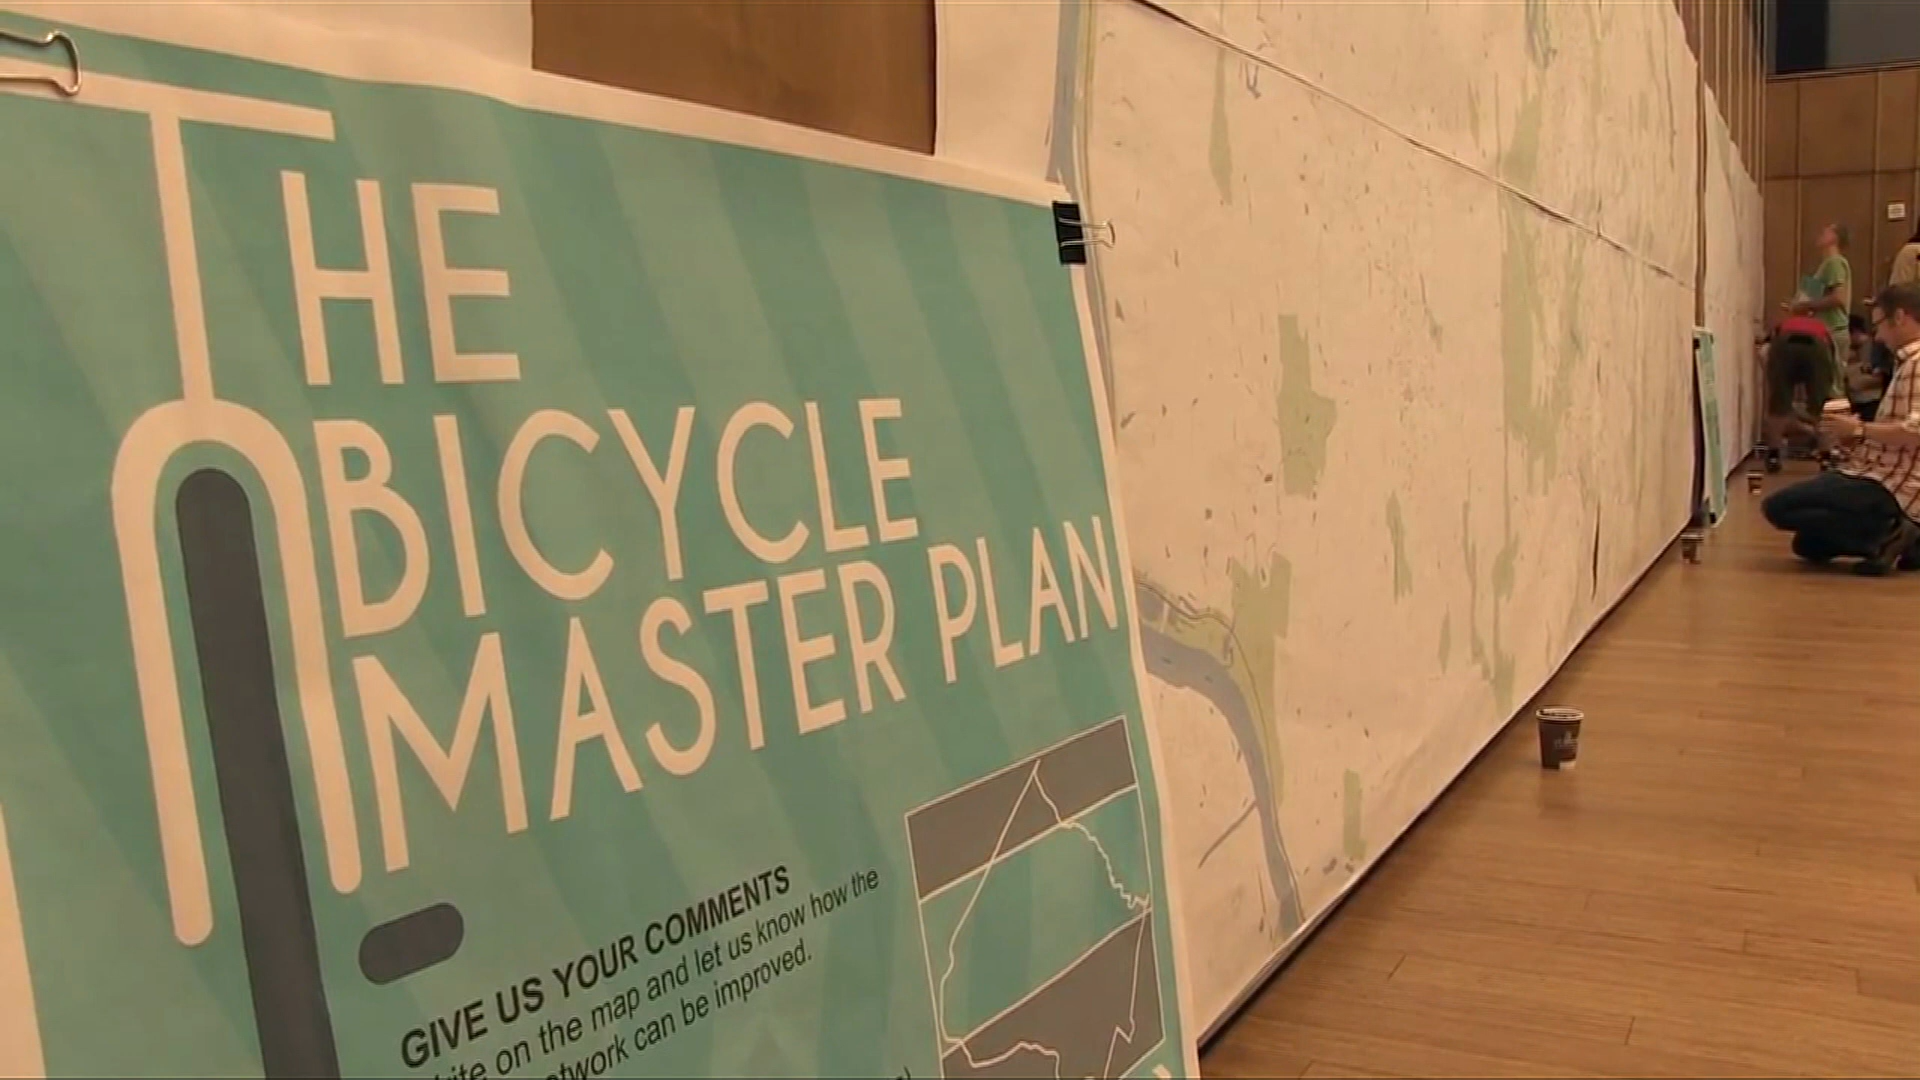 THE
BICYCLE
MASTER PLAN
GIVE US YOUR COMMENTS
on the map and let us know how the
can be improved.